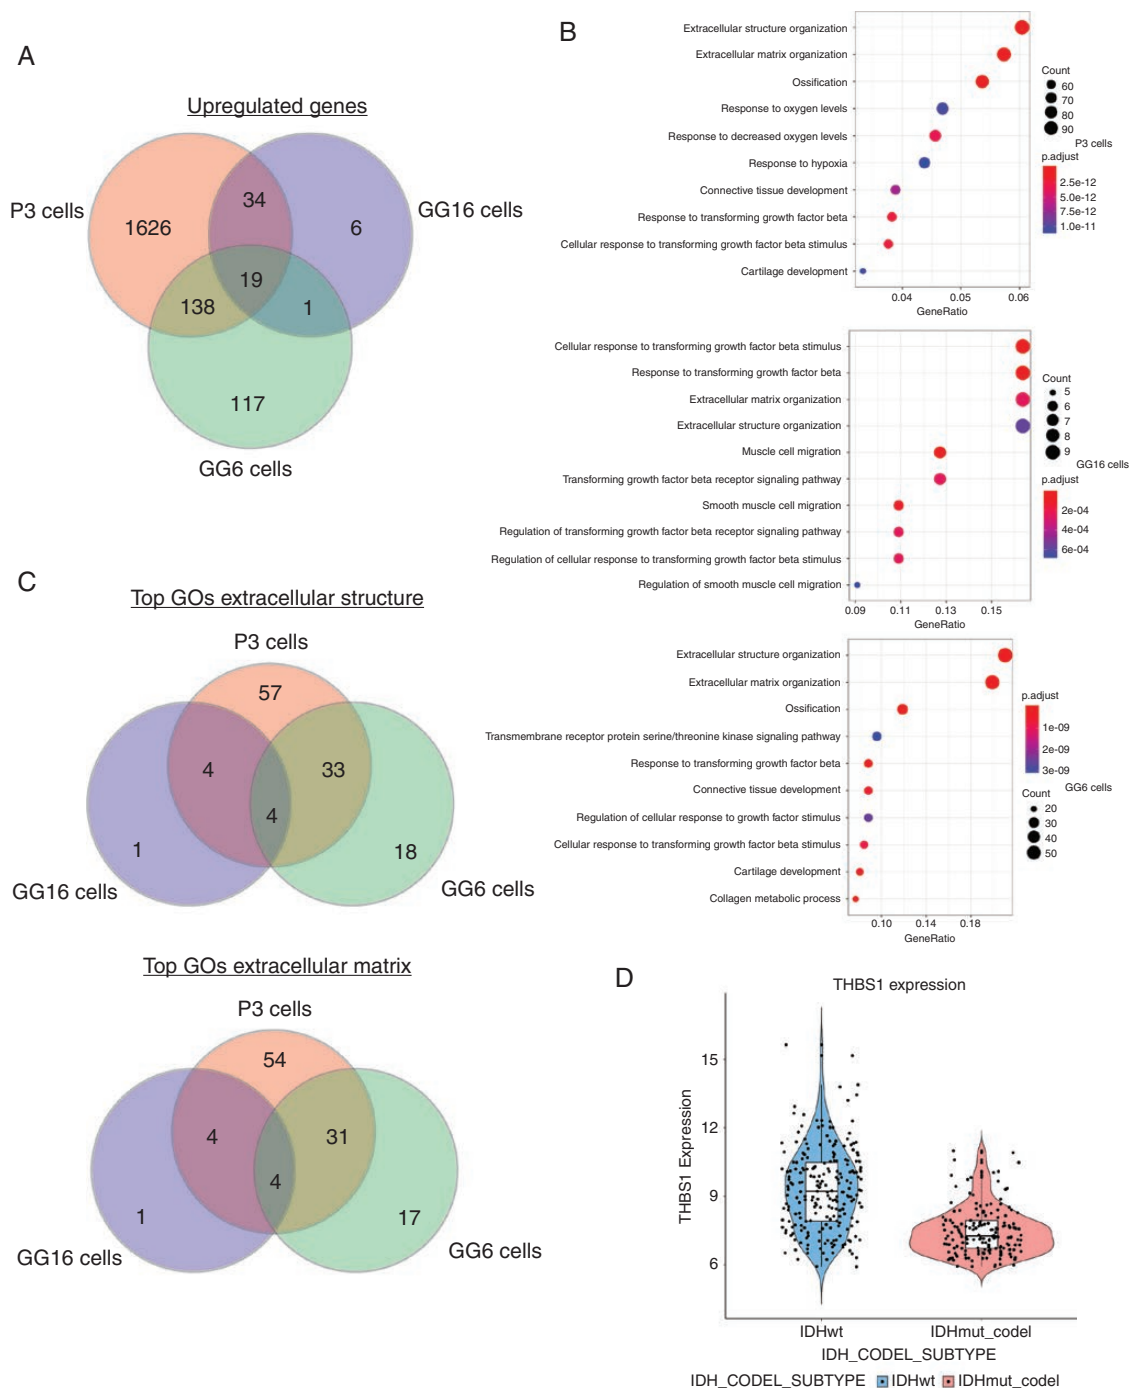 A
Upregulated genes
P3 cells
GG16 cells
1626
34
6
19
138
1
117
GG6 cells
B
Extracellular structure organization
Extracellular matrix organization
Ossification
Response to oxygen levels
Response to decreased oxygen levels
Response to hypoxia
Connective tissue development
Response to transforming growth factor beta
Cellular response to transforming growth factor beta stimulus
Cartilage development
0.04 0.05 0.06
GeneRatio
Count
60
70
80
90
P3 cells
p.adjust
2.5e-12
5.0e-12
7.5e-12
1.0e-11
Cellular response to transforming growth factor beta stimulus
Response to transforming growth factor beta
Extracellular matrix organization
Extracellular structure organization
Muscle cell migration
Transforming growth factor beta receptor signaling pathway
Smooth muscle cell migration
Regulation of transforming growth factor beta receptor signaling pathway
Regulation of cellular response to transforming growth factor beta stimulus
Regulation of smooth muscle cell migration
0.09 0.11 0.13 0.15
GeneRatio
Count
5
6
7
8
9
GG16 cells
p.adjust
2e-04
4e-04
6e-04
Extracellular structure organization
Extracellular matrix organization
Ossification
Transmembrane receptor protein serine/threonine kinase signaling pathway
Response to transforming growth factor beta
Connective tissue development
Regulation of cellular response to growth factor stimulus
Cellular response to transforming growth factor beta stimulus
Cartilage development
Collagen metabolic process
0.10 0.14 0.18
GeneRatio
p.adjust
1e-09
2e-09
3e-09
GG6 cells
Count
20
30
40
50
C
Top GOs extracellular structure
P3 cells
57
4
33
4
1
18
GG16 cells
GG6 cells
Top GOs extracellular matrix
P3 cells
54
4
31
4
1
17
GG16 cells
GG6 cells
D
THBS1 expression
THBS1 Expression
15
12
9
6
IDHwt IDHmut_codel
IDH_CODEL_SUBTYPE
IDH_CODEL_SUBTYPE IDHwt IDHmut_codel